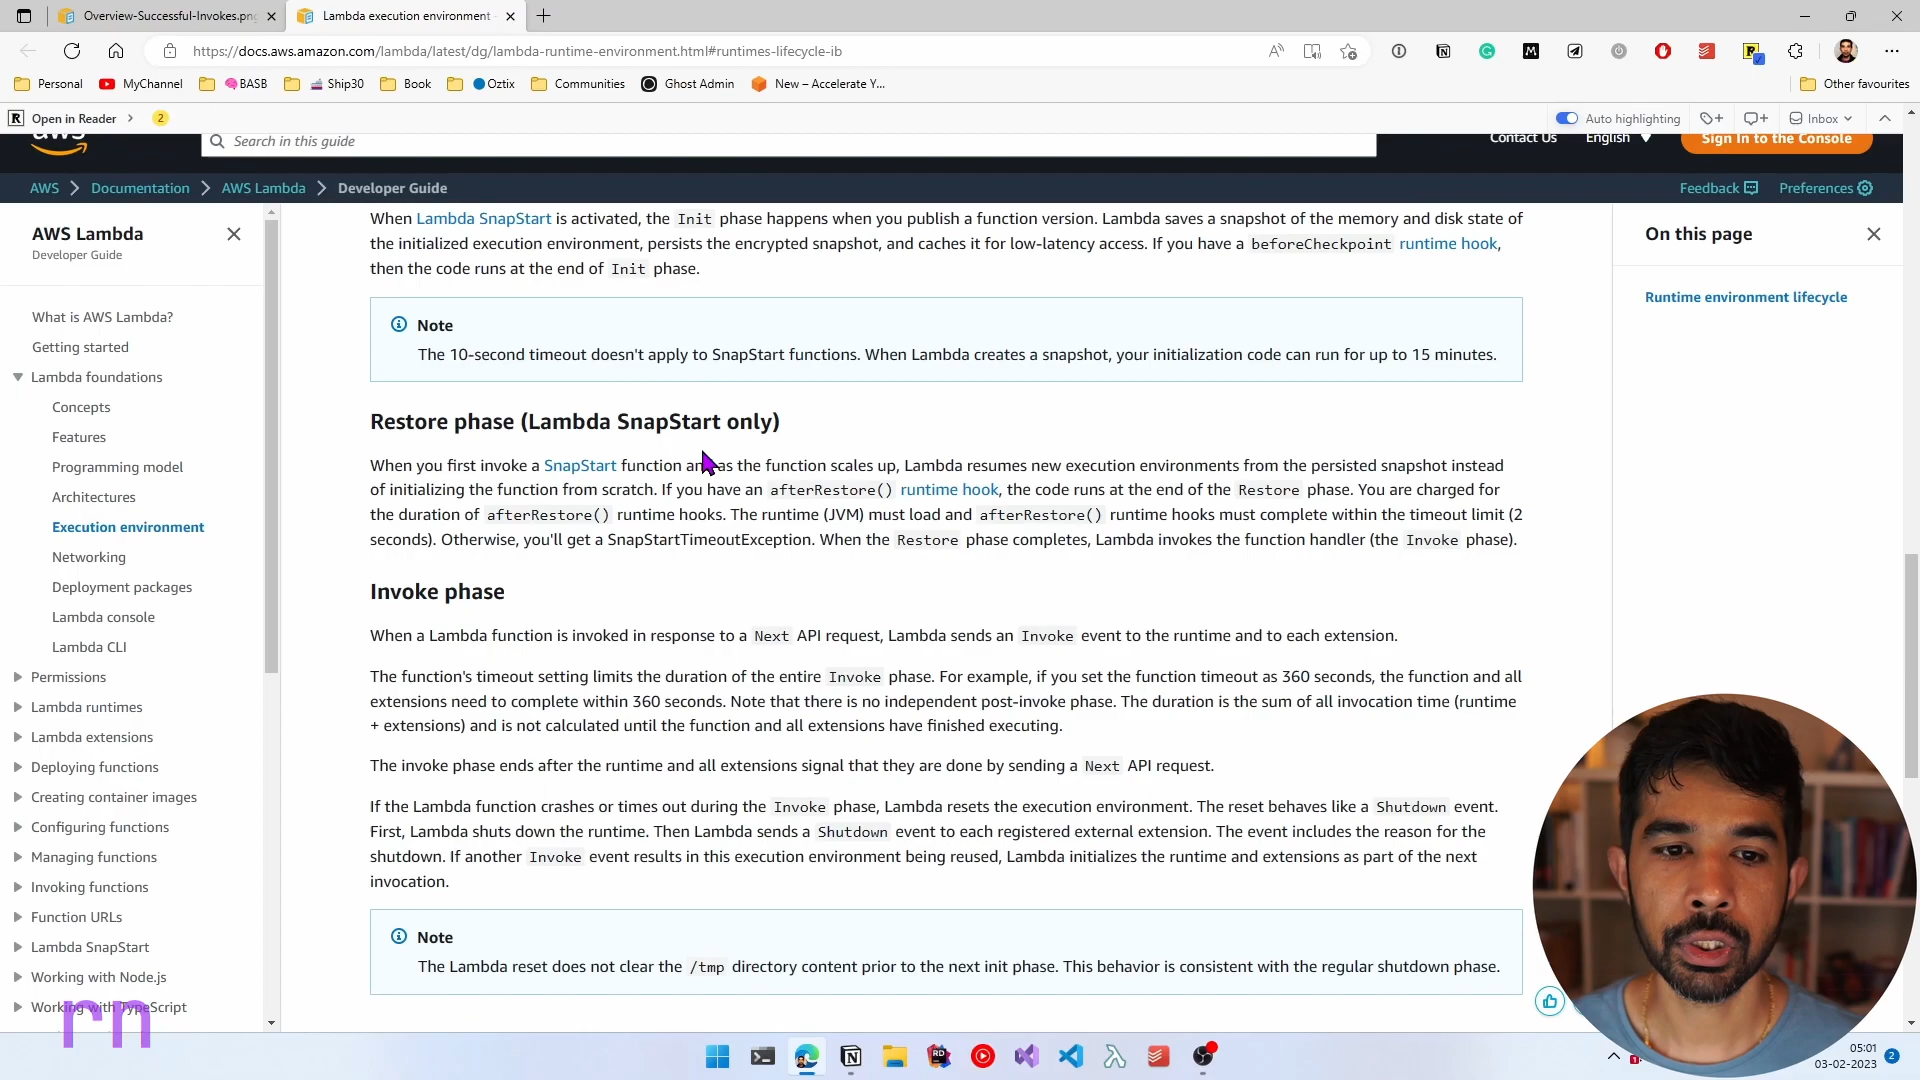 Overview-Successful-Invokes.pn
Lambda execution environment
https://docs.aws.amazon.com/lambda/latest/dg/lambda-runtime-environment.html#runtimes-lifecycle-ib
Personal
MyChannel
BASB
Ship30
Book
Oztix
Communities
Ghost Admin
New – Accelerate Y...
Other favourites
Open in Reader
2
Auto highlighting
Inbox
aws
Search in this guide
Contact Us
English
Sign In to the Console
AWS
Documentation
AWS Lambda
Developer Guide
Feedback
Preferences
AWS Lambda
Developer Guide
What is AWS Lambda?
Getting started
Lambda foundations
Concepts
Features
Programming model
Architectures
Execution environment
Networking
Deployment packages
Lambda console
Lambda CLI
Permissions
Lambda runtimes
Lambda extensions
Deploying functions
Creating container images
Configuring functions
Managing functions
Invoking functions
Function URLs
Lambda SnapStart
Working with Node.js
Working with TypeScript
When Lambda SnapStart is activated, the Init phase happens when you publish a function version. Lambda saves a snapshot of the memory and disk state of
the initialized execution environment, persists the encrypted snapshot, and caches it for low-latency access. If you have a beforeCheckpoint runtime hook,
then the code runs at the end of Init phase.
Note
The 10-second timeout doesn't apply to SnapStart functions. When Lambda creates a snapshot, your initialization code can run for up to 15 minutes.
Restore phase (Lambda SnapStart only)
When you first invoke a SnapStart function and as the function scales up, Lambda resumes new execution environments from the persisted snapshot instead
of initializing the function from scratch. If you have an afterRestore() runtime hook, the code runs at the end of the Restore phase. You are charged for
the duration of afterRestore() runtime hooks. The runtime (JVM) must load and afterRestore() runtime hooks must complete within the timeout limit (2
seconds). Otherwise, you'll get a SnapStartTimeoutException. When the Restore phase completes, Lambda invokes the function handler (the Invoke phase).
Invoke phase
When a Lambda function is invoked in response to a Next API request, Lambda sends an Invoke event to the runtime and to each extension.
The function's timeout setting limits the duration of the entire Invoke phase. For example, if you set the function timeout as 360 seconds, the function and all
extensions need to complete within 360 seconds. Note that there is no independent post-invoke phase. The duration is the sum of all invocation time (runtime
+ extensions) and is not calculated until the function and all extensions have finished executing.
The invoke phase ends after the runtime and all extensions signal that they are done by sending a Next API request.
If the Lambda function crashes or times out during the Invoke phase, Lambda resets the execution environment. The reset behaves like a Shutdown event.
First, Lambda shuts down the runtime. Then Lambda sends a Shutdown event to each registered external extension. The event includes the reason for the
shutdown. If another Invoke event results in this execution environment being reused, Lambda initializes the runtime and extensions as part of the next
invocation.
Note
The Lambda reset does not clear the /tmp directory content prior to the next init phase. This behavior is consistent with the regular shutdown phase.
On this page
Runtime environment lifecycle
rn
05:01
03-02-2023
2